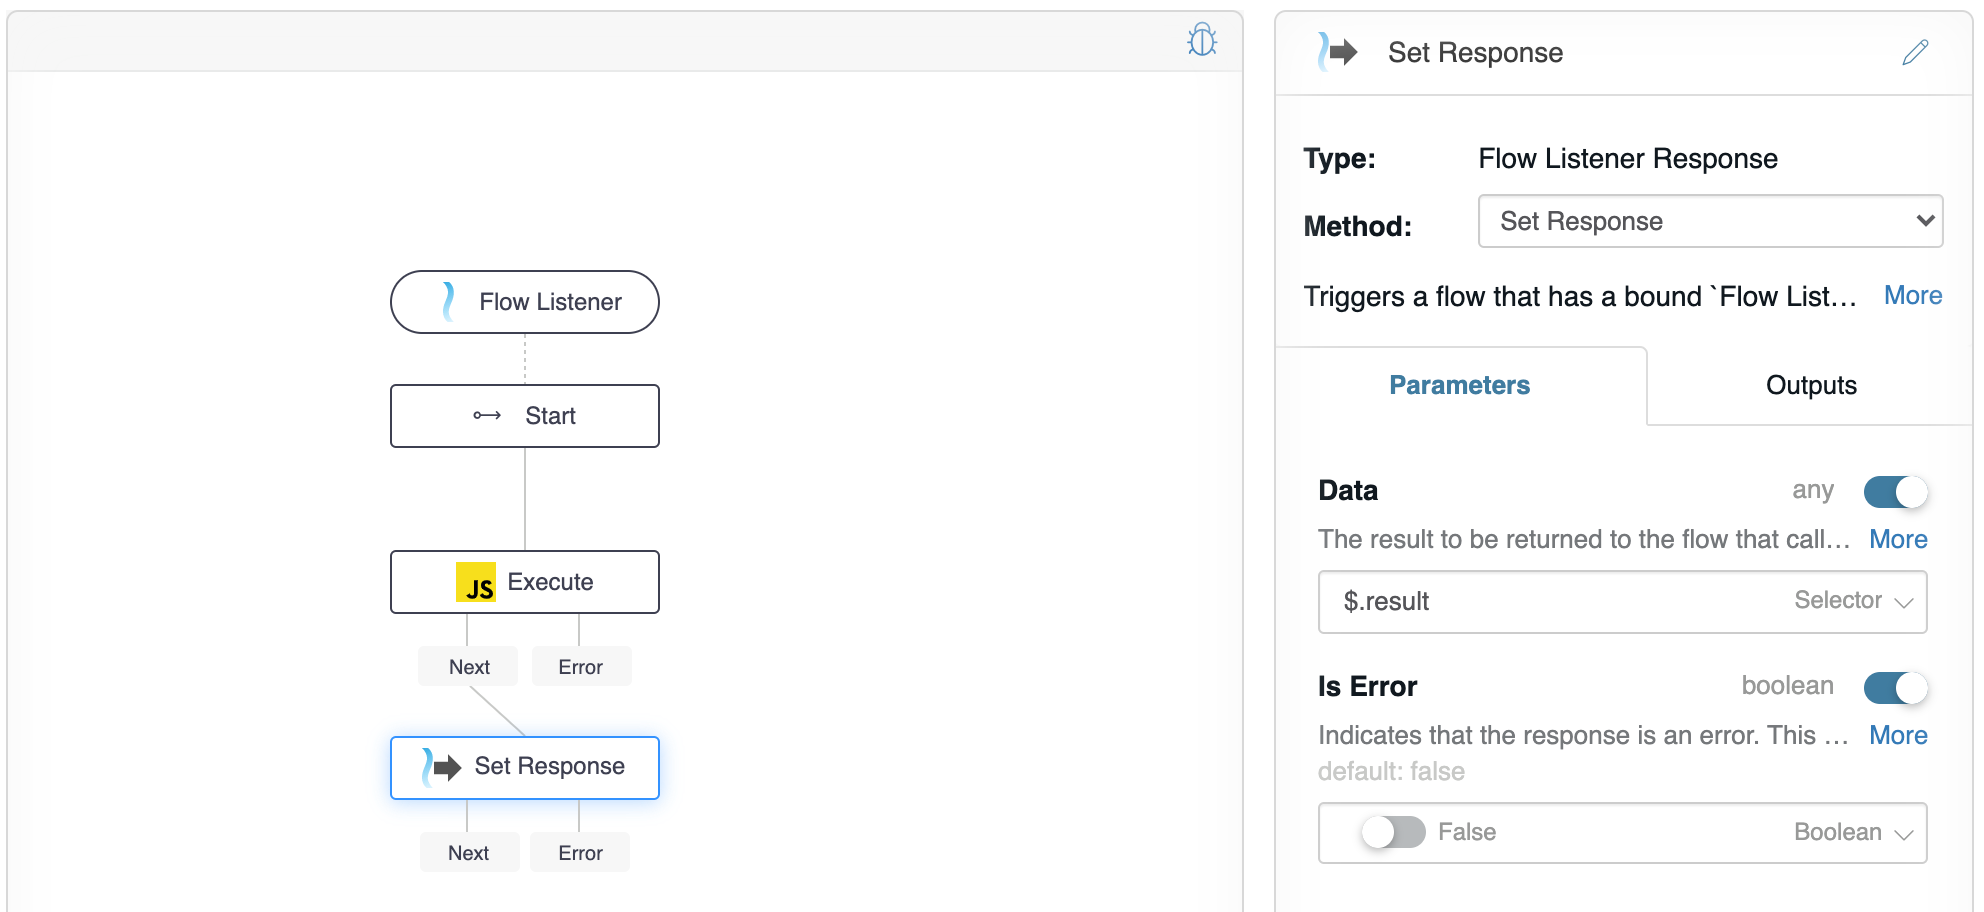 Flow Listener
Start
JS Execute
Next Error
Set Response
Next Error
Set Response
Type: Flow Listener Response
Method: Set Response
Triggers a flow that has a bound `Flow List... More
Parameters Outputs
Data any
The result to be returned to the flow that call... More
$.result Selector
Is Error boolean
Indicates that the response is an error. This ... More
default: false
False Boolean